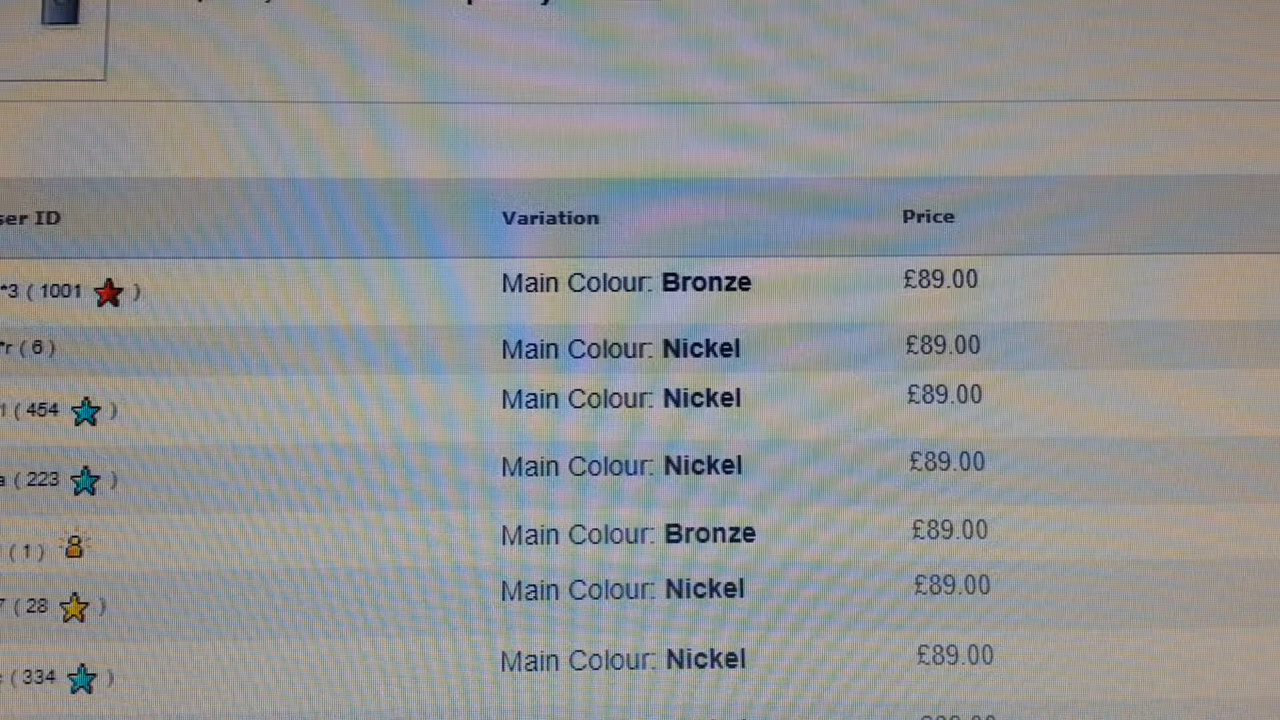 ser ID Variation Price
*3 ( 1001 ) Main Colour: Bronze £89.00
*r ( 6 ) Main Colour: Nickel £89.00
( 454 ) Main Colour: Nickel £89.00
a ( 223 ) Main Colour: Nickel £89.00
( 1 ) Main Colour: Bronze £89.00
7 ( 28 ) Main Colour: Nickel £89.00
( 334 ) Main Colour: Nickel £89.00